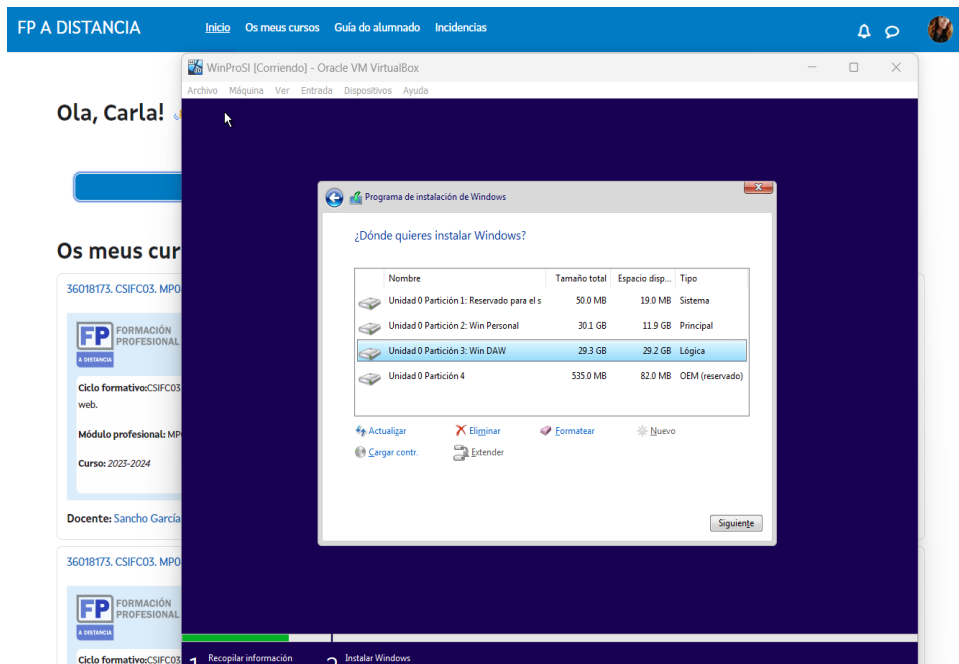 FP A DISTANCIA
Inicio Os meus cursos Guía do alumnado Incidencias
WinProSI [Corriendo] - Oracle VM VirtualBox
Archivo Máquina Ver Entrada Dispositivos Ayuda
Ola, Carla!
Programa de instalación de Windows
¿Dónde quieres instalar Windows?
Nombre Tamaño total Espacio disp... Tipo
Unidad 0 Partición 1: Reservado para el s 50.0 MB 19.0 MB Sistema
Unidad 0 Partición 2: Win Personal 30.1 GB 11.9 GB Principal
Unidad 0 Partición 3: Win DAW 29.3 GB 29.2 GB Lógica
Unidad 0 Partición 4 535.0 MB 82.0 MB OEM (reservado)
Actualizar Eliminar Formatear Nuevo
Cargar contr. Extender
Siguiente
Os meus cur
36018173. CSIFC03. MP0
FP FORMACIÓN
PROFESIONAL
A DISTANCIA
Ciclo formativo:CSIFC03
web.
Módulo profesional: MP
Curso: 2023-2024
Docente: Sancho García
36018173. CSIFC03. MP0
FP FORMACIÓN
PROFESIONAL
A DISTANCIA
Ciclo formativo:CSIFC03
1 Recopilar información 2 Instalar Windows